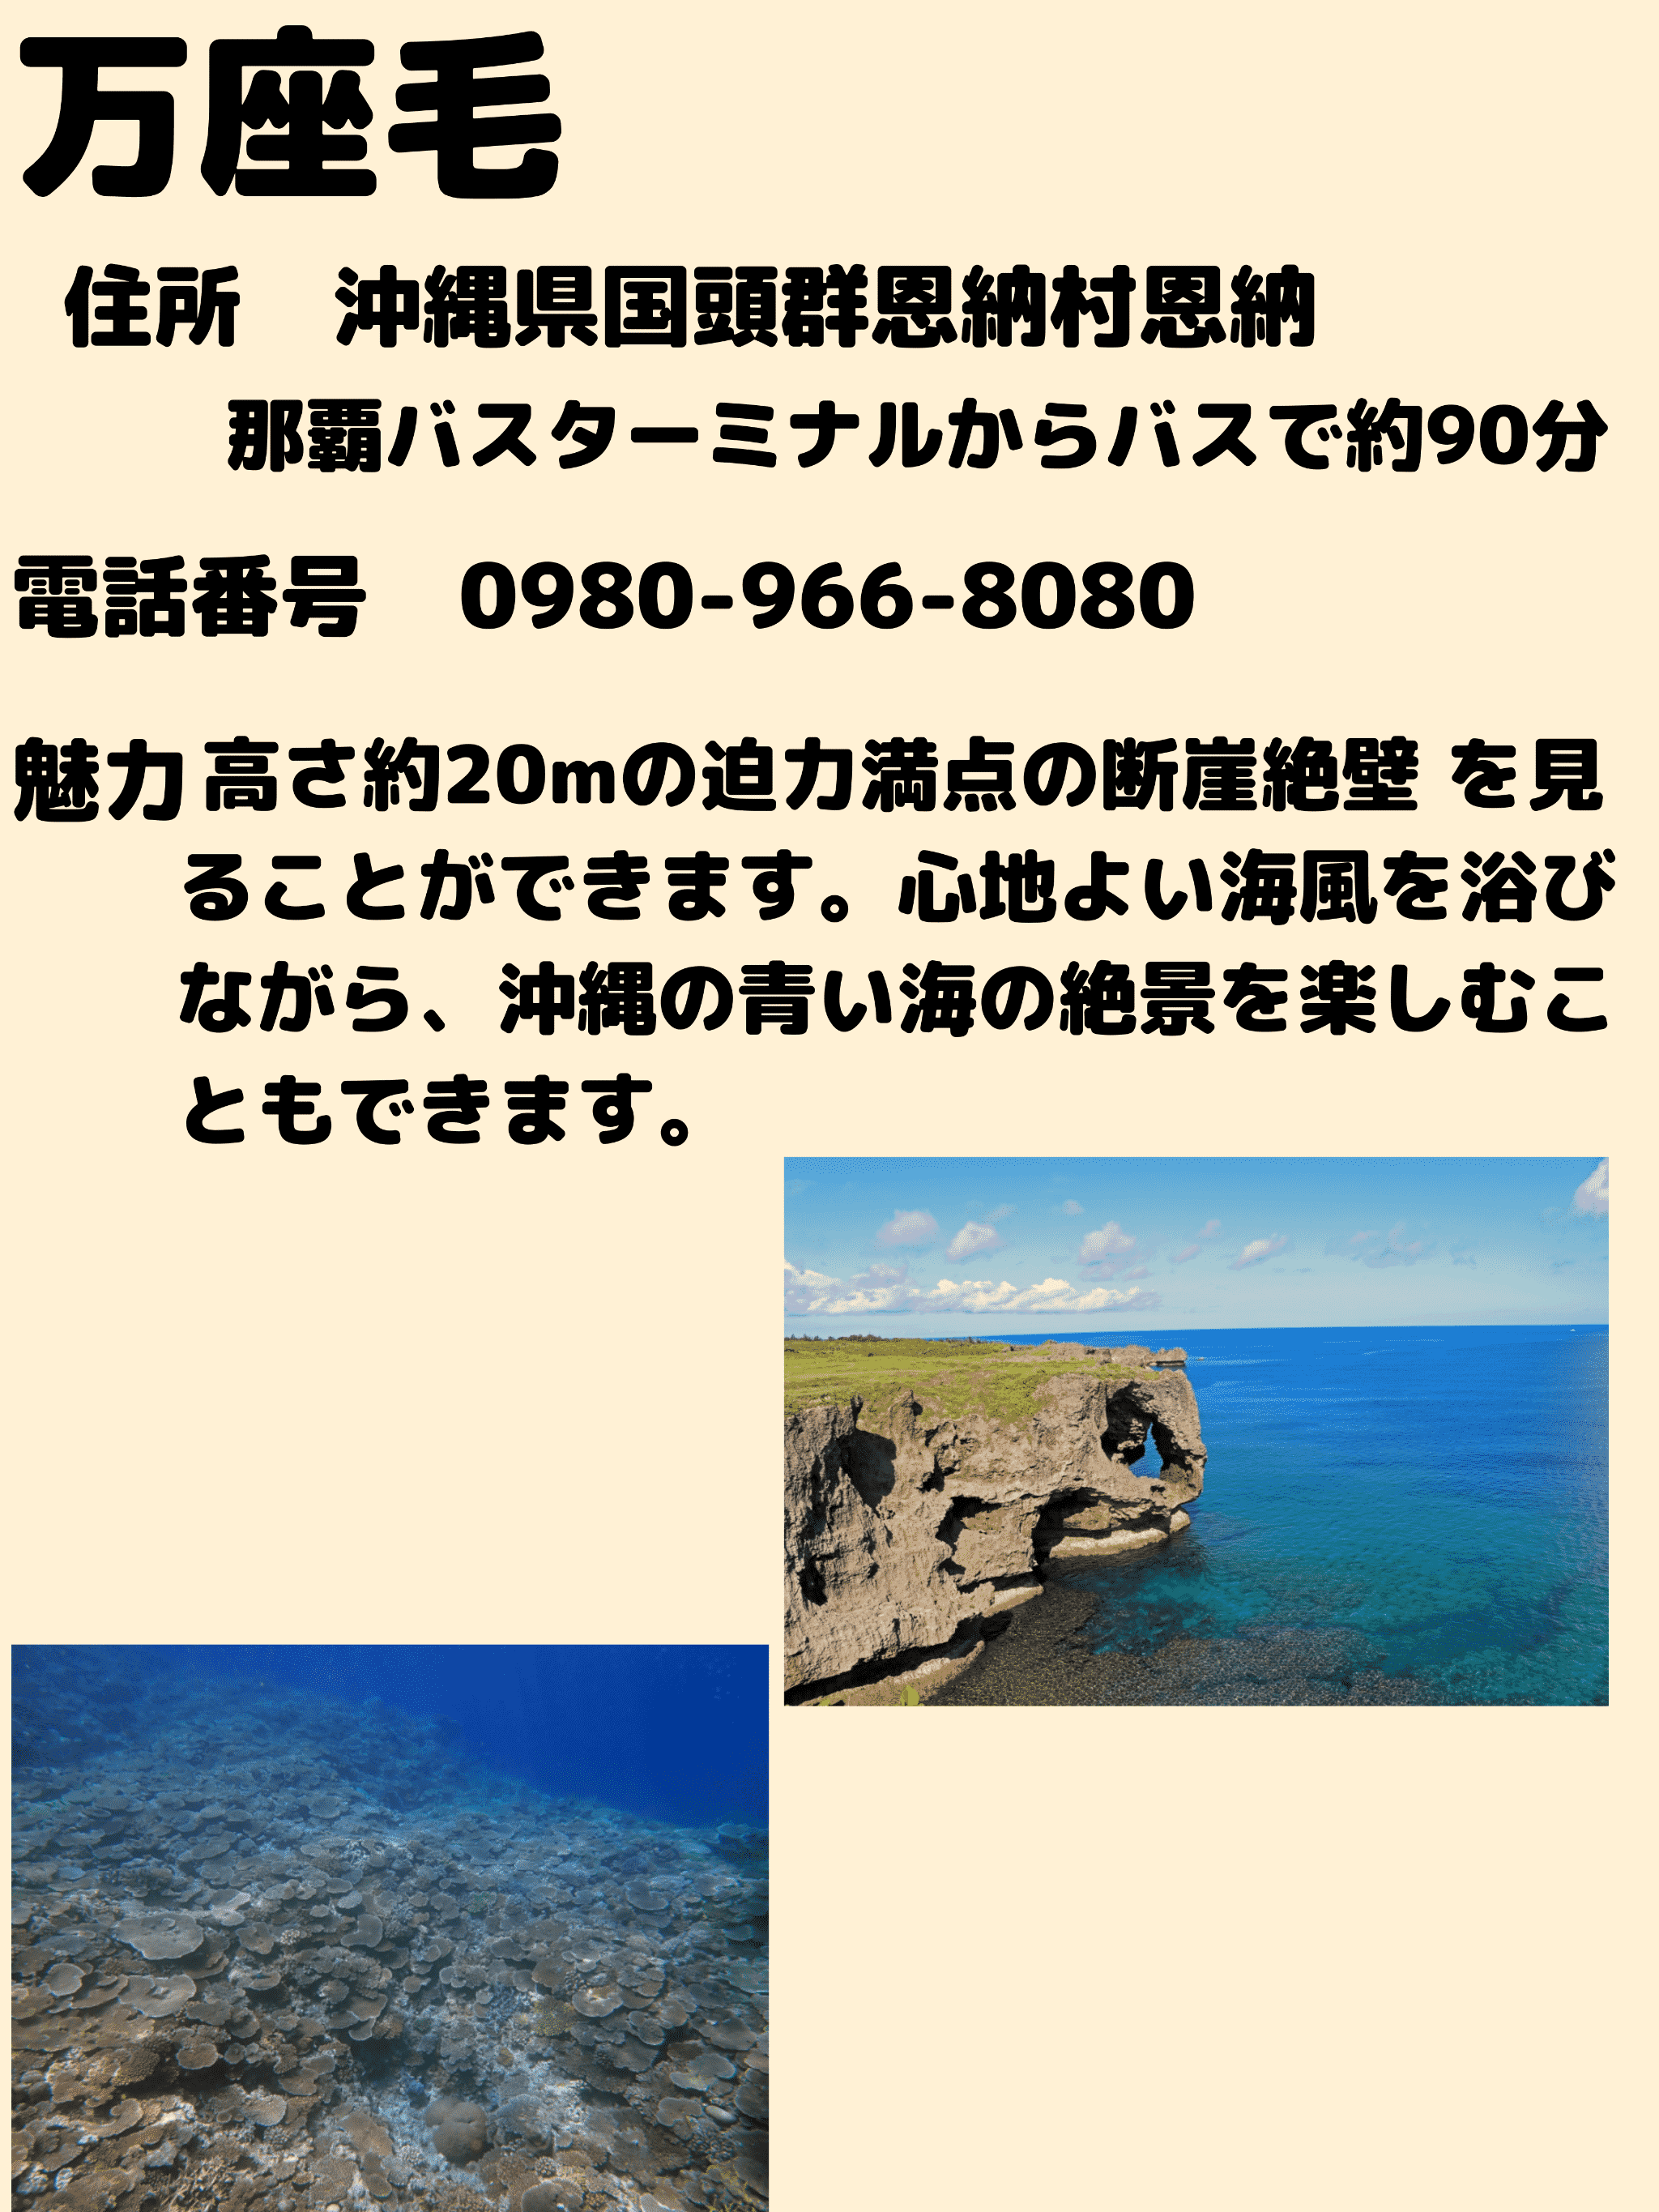 万座毛
住所　沖縄県国頭群恩納村恩納
那覇バスターミナルからバスで約90分
電話番号　0980-966-8080
魅力 高さ約20mの迫力満点の断崖絶壁 を見
ることができます。心地よい海風を浴び
ながら、沖縄の青い海の絶景を楽しむこ
ともできます。